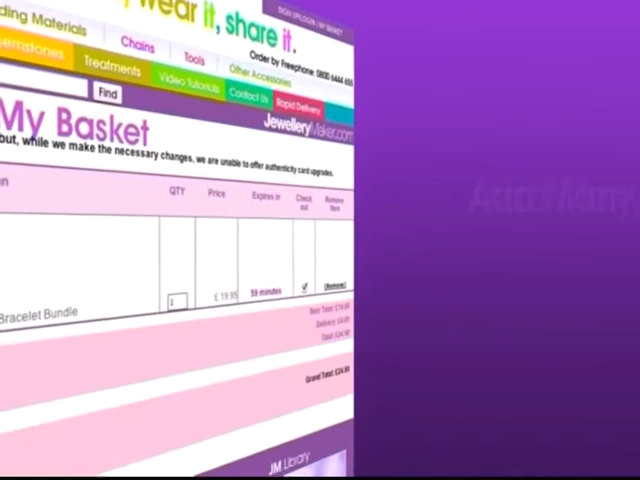 , wear it, share it.
SIGN UP/LOGIN | MY BASKET
ding Materials
Chains
Tools
Other Accessories
Order by Freephone: 0800 6444 655
emstones
Treatments
Video Tutorials
Contact Us
Rapid Delivery
Find
JewelleryMaker.com
My Basket
but, while we make the necessary changes, we are unable to offer authenticity card upgrades.
QTY
Price
Expires in
Check out
Remove Item
Bracelet Bundle
1
£ 19.95
59 minutes
(Remove)
Item Total: £19.95
Delivery: £4.95
Total: £24.90
Grand Total: £24.90
JM Library